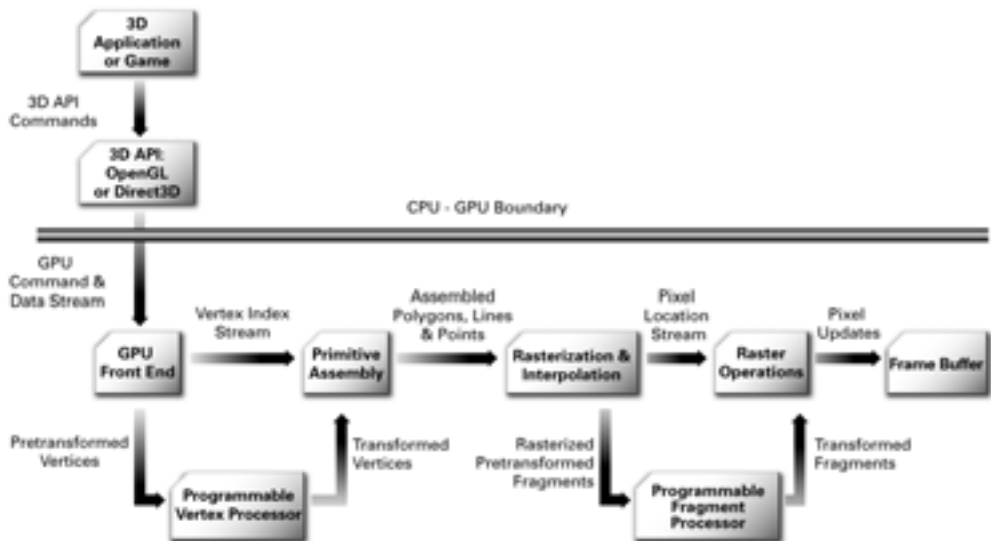 3D
Application
or Game
3D API
Commands
3D API:
OpenGL
or Direct3D
CPU - GPU Boundary
GPU
Command &
Data Stream
GPU
Front End
Vertex Index
Stream
Primitive
Assembly
Assembled
Polygons, Lines
& Points
Rasterization &
Interpolation
Pixel
Location
Stream
Raster
Operations
Pixel
Updates
Frame Buffer
Pretransformed
Vertices
Programmable
Vertex Processor
Transformed
Vertices
Rasterized
Pretransformed
Fragments
Programmable
Fragment
Processor
Transformed
Fragments